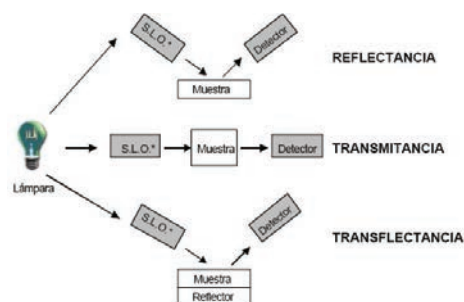 S.L.O.*
Detector
REFLECTANCIA
Muestra
S.L.O.*
Muestra
Detector
TRANSMITANCIA
Lámpara
S.L.O.*
Detector
TRANSFLECTANCIA
Muestra
Reflector